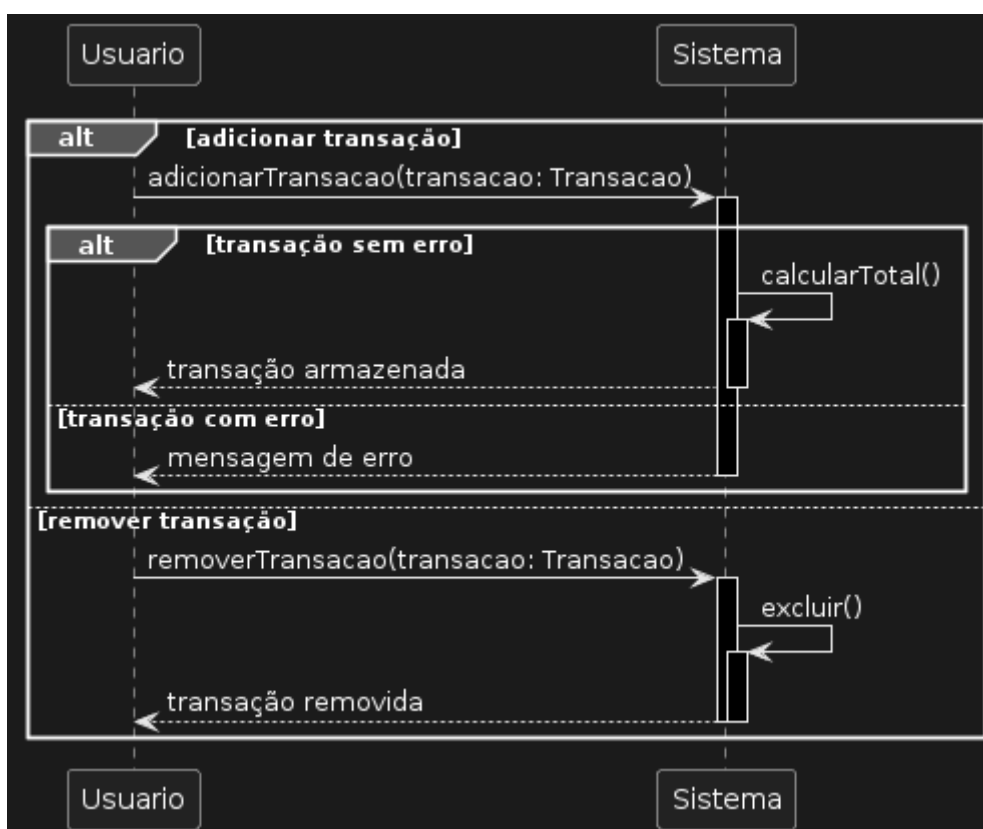 Usuario
Sistema
alt
[adicionar transação]
adicionarTransacao(transacao: Transacao)
alt
[transação sem erro]
calcularTotal()
transação armazenada
[transação com erro]
mensagem de erro
[remover transação]
removerTransacao(transacao: Transacao)
excluir()
transação removida
Usuario
Sistema